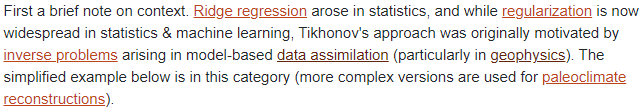 First a brief note on context. Ridge regression arose in statistics, and while regularization is now
widespread in statistics & machine learning, Tikhonov's approach was originally motivated by
inverse problems arising in model-based data assimilation (particularly in geophysics). The
simplified example below is in this category (more complex versions are used for paleoclimate
reconstructions).